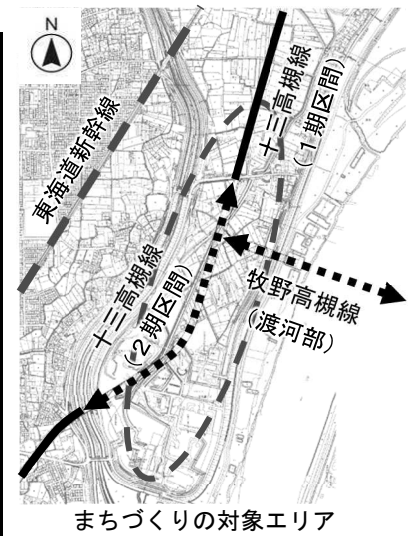 N
十三高槻線
(1期区間)
東海道新幹線
十三高槻線
(2期区間)
牧野高槻線
(渡河部)
まちづくりの対象エリア